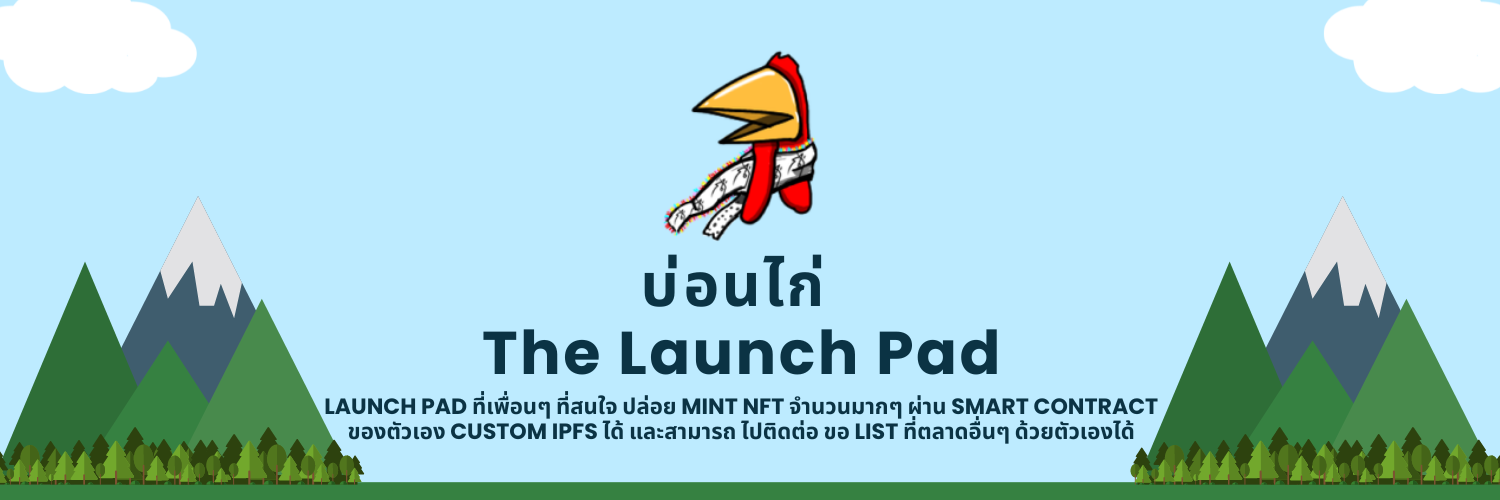 บ่อนไก่
The Launch Pad
LAUNCH PAD ที่เพื่อนๆ ที่สนใจ ปล่อย MINT NFT จำนวนมากๆ ผ่าน SMART CONTRACT
ของตัวเอง CUSTOM IPFS ได้ และสามารถ ไปติดต่อ ขอ LIST ที่ตลาดอื่นๆ ด้วยตัวเองได้